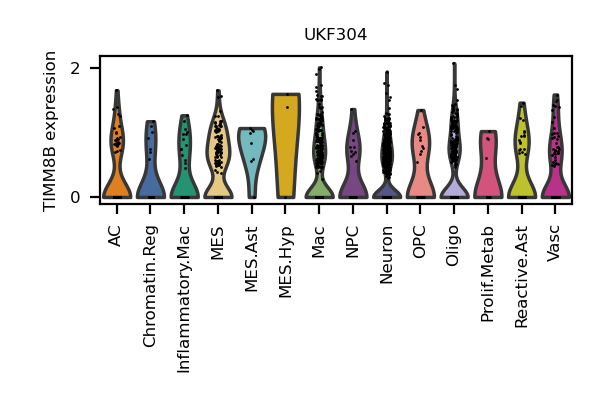 UKF304
TIMM8B expression
2
0
AC
Chromatin.Reg
Inflammatory.Mac
MES
MES.Ast
MES.Hyp
Mac
NPC
Neuron
OPC
Oligo
Prolif.Metab
Reactive.Ast
Vasc